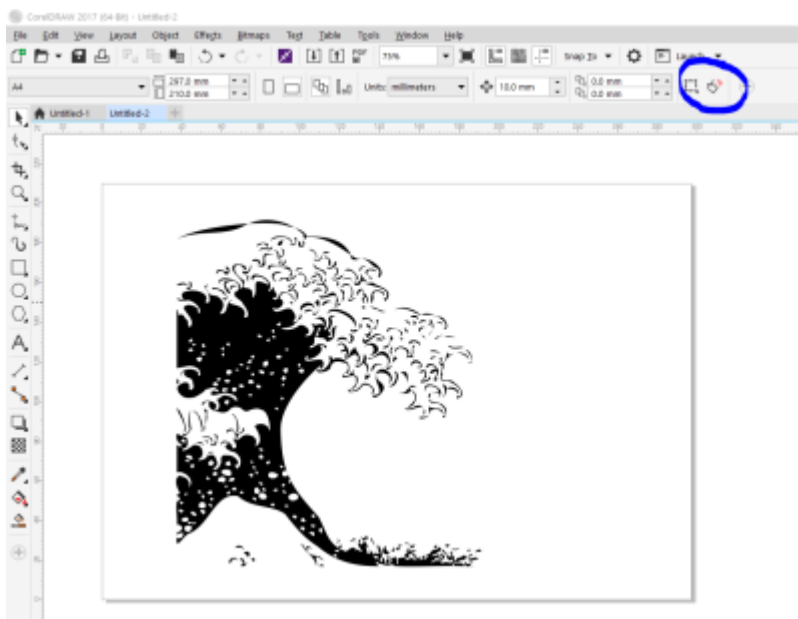 CorelDRAW 2017 (64-Bit) - Untitled-2
File Edit View Layout Object Effects Bitmaps Text Table Tools Window Help
PDF 75% Snap To
A4 297.0 mm 210.0 mm Units: millimeters 10.0 mm 0.0 mm 0.0 mm
Untitled-1 Untitled-2